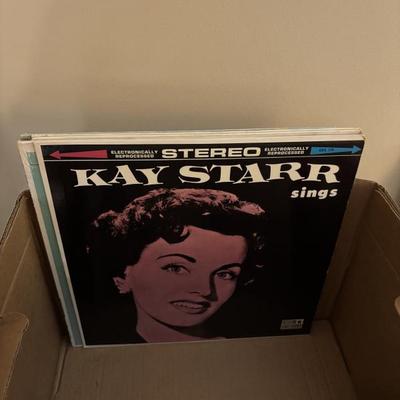 ELECTRONICALLY REPROCESSED STEREO ELECTRONICALLY REPROCESSED
KAY STARR
sings